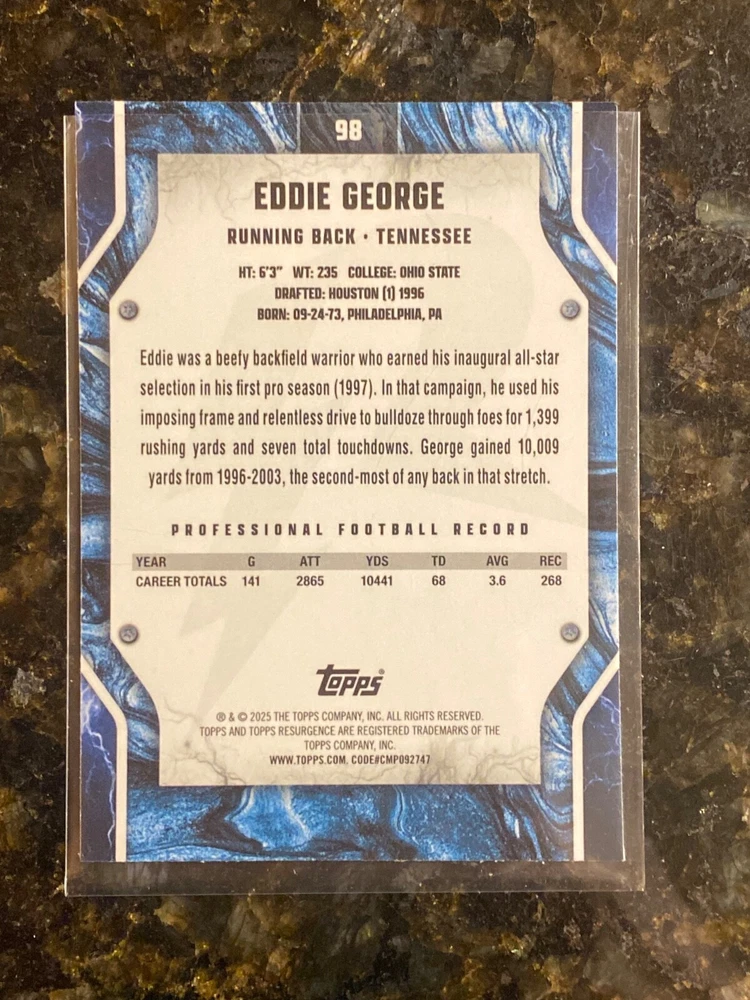 98
EDDIE GEORGE
RUNNING BACK • TENNESSEE
HT: 6'3" WT: 235 COLLEGE: OHIO STATE
DRAFTED: HOUSTON (1) 1996
BORN: 09-24-73, PHILADELPHIA, PA
Eddie was a beefy backfield warrior who earned his inaugural all-star
selection in his first pro season (1997). In that campaign, he used his
imposing frame and relentless drive to bulldoze through foes for 1,399
rushing yards and seven total touchdowns. George gained 10,009
yards from 1996-2003, the second-most of any back in that stretch.
PROFESSIONAL FOOTBALL RECORD
YEAR G ATT YDS TD AVG REC
CAREER TOTALS 141 2865 10441 68 3.6 268
Topps®
® & © 2025 THE TOPPS COMPANY, INC. ALL RIGHTS RESERVED.
TOPPS AND TOPPS RESURGENCE ARE REGISTERED TRADEMARKS OF THE
TOPPS COMPANY, INC.
WWW.TOPPS.COM. CODE#CMP092747